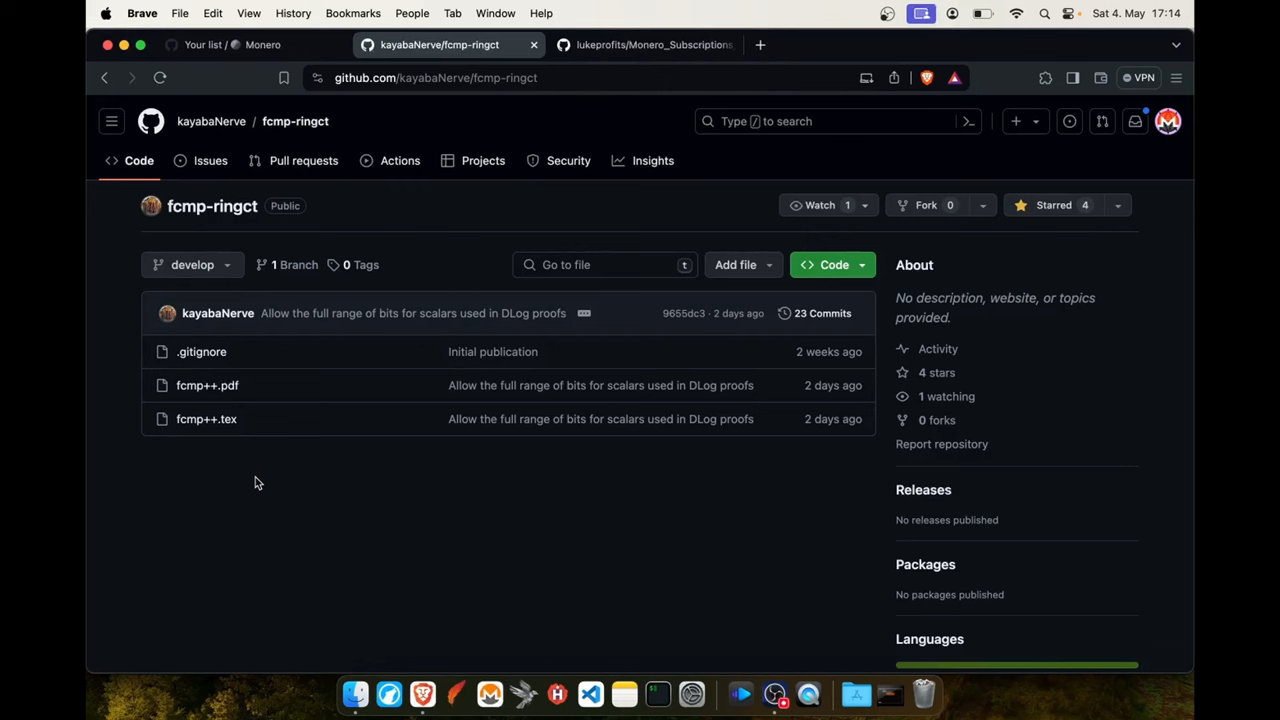 Brave File Edit View History Bookmarks People Tab Window Help Sat 4. May 17:14
Your list / Monero kayabaNerve/fcmp-ringct lukeprofits/Monero_Subscriptions_
github.com/kayabaNerve/fcmp-ringct VPN
kayabaNerve / fcmp-ringct Type / to search
Code Issues Pull requests Actions Projects Security Insights
fcmp-ringct Public Watch 1 Fork 0 Starred 4
develop 1 Branch 0 Tags Go to file t Add file Code
kayabaNerve Allow the full range of bits for scalars used in DLog proofs 9655dc3 · 2 days ago 23 Commits
.gitignore Initial publication 2 weeks ago
fcmp++.pdf Allow the full range of bits for scalars used in DLog proofs 2 days ago
fcmp++.tex Allow the full range of bits for scalars used in DLog proofs 2 days ago
About
No description, website, or topics
provided.
Activity
4 stars
1 watching
0 forks
Report repository
Releases
No releases published
Packages
No packages published
Languages